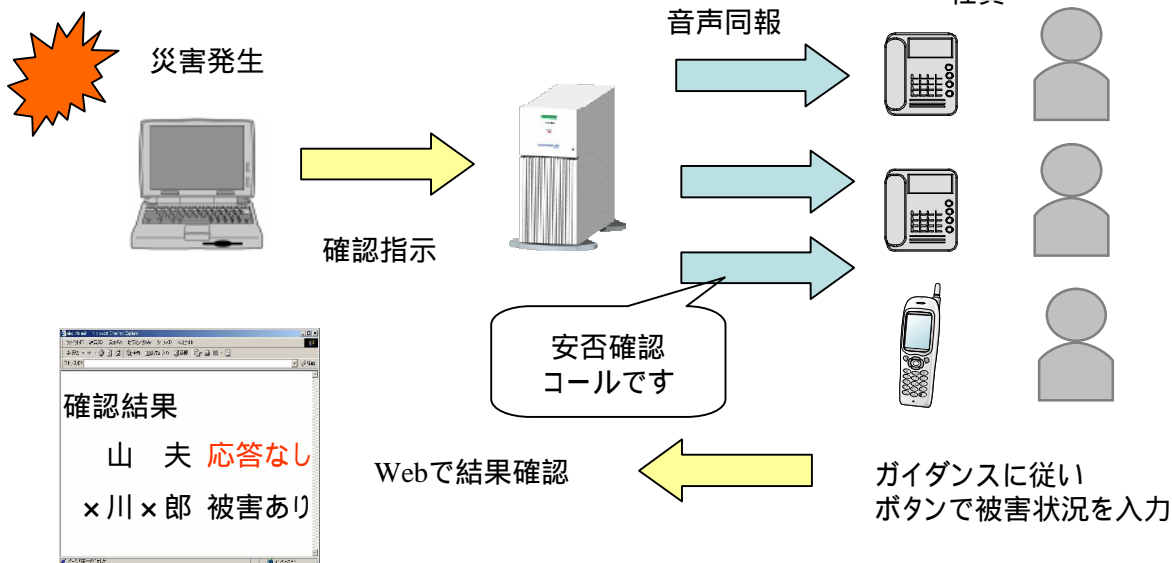 音声同報
災害発生
確認指示
安否確認
コールです
確認結果
山 夫 応答なし
×川×郎 被害あり
Webで結果確認
ガイダンスに従い
ボタンで被害状況を入力